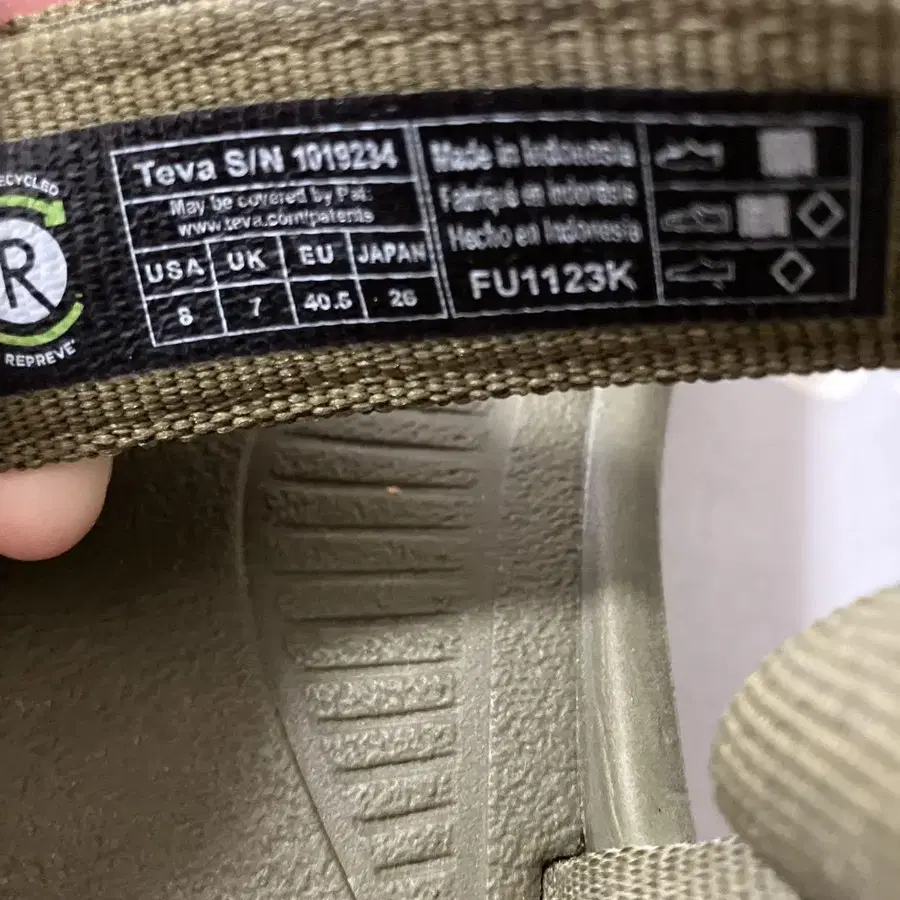 RECYCLED
R
REPREVE
Teva S/N 1019234
May be covered by Pat:
www.teva.com/patents
USA UK EU JAPAN
8 7 40.5 26
Made in Indonesia
Fabriqué en Indonésie
Hecho en Indonesia
FU1123K